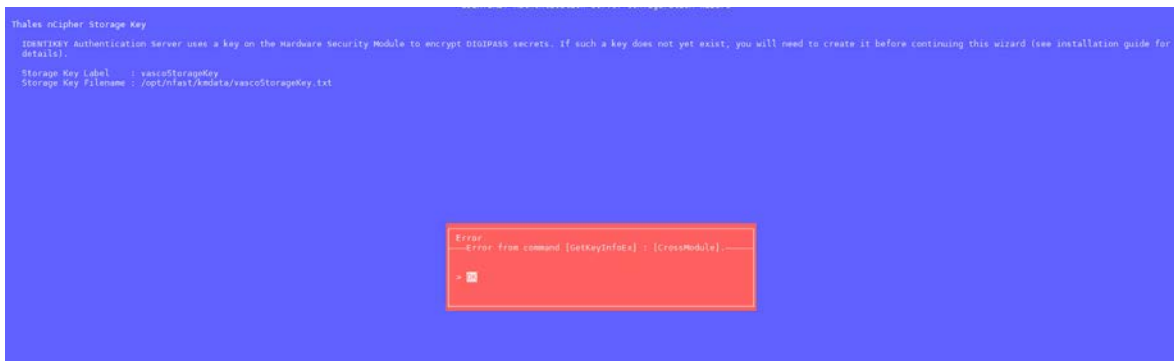 Thales nCipher Storage Key
IDENTIKEY Authentication Server uses a key on the Hardware Security Module to encrypt DIGIPASS secrets. If such a key does not yet exist, you will need to create it before continuing this wizard (see installation guide for
details).
Storage Key Label : vascoStorageKey
Storage Key Filename : /opt/nfast/kmdata/vascoStorageKey.txt
Error
Error from command [GetKeyInfoEx] : [CrossModule].
> OK